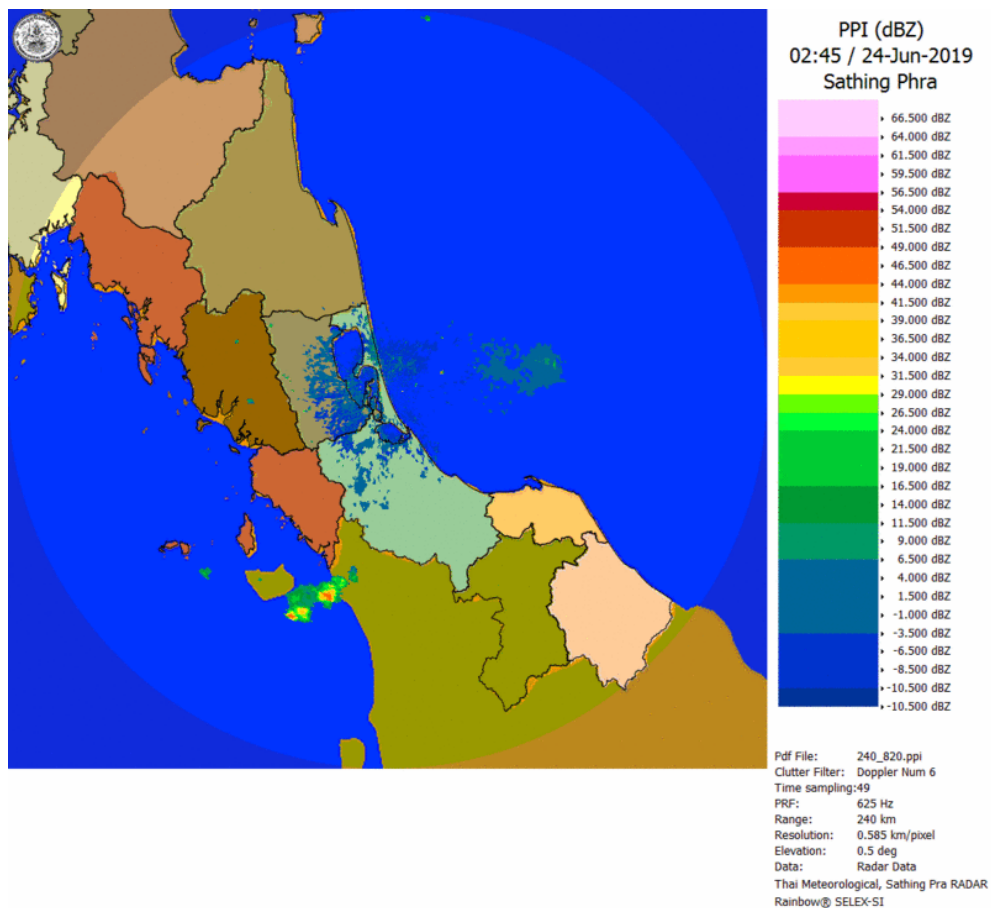 PPI (dBZ)
02:45 / 24-Jun-2019
Sathing Phra
66.500 dBZ
64.000 dBZ
61.500 dBZ
59.500 dBZ
56.500 dBZ
54.000 dBZ
51.500 dBZ
49.000 dBZ
46.500 dBZ
44.000 dBZ
41.500 dBZ
39.000 dBZ
36.500 dBZ
34.000 dBZ
31.500 dBZ
29.000 dBZ
26.500 dBZ
24.000 dBZ
21.500 dBZ
19.000 dBZ
16.500 dBZ
14.000 dBZ
11.500 dBZ
9.000 dBZ
6.500 dBZ
4.000 dBZ
1.500 dBZ
-1.000 dBZ
-3.500 dBZ
-6.500 dBZ
-8.500 dBZ
-10.500 dBZ
-10.500 dBZ
Pdf File: 240_820.ppi
Clutter Filter: Doppler Num 6
Time sampling:49
PRF: 625 Hz
Range: 240 km
Resolution: 0.585 km/pixel
Elevation: 0.5 deg
Data: Radar Data
Thai Meteorological, Sathing Pra RADAR
Rainbow® SELEX-SI